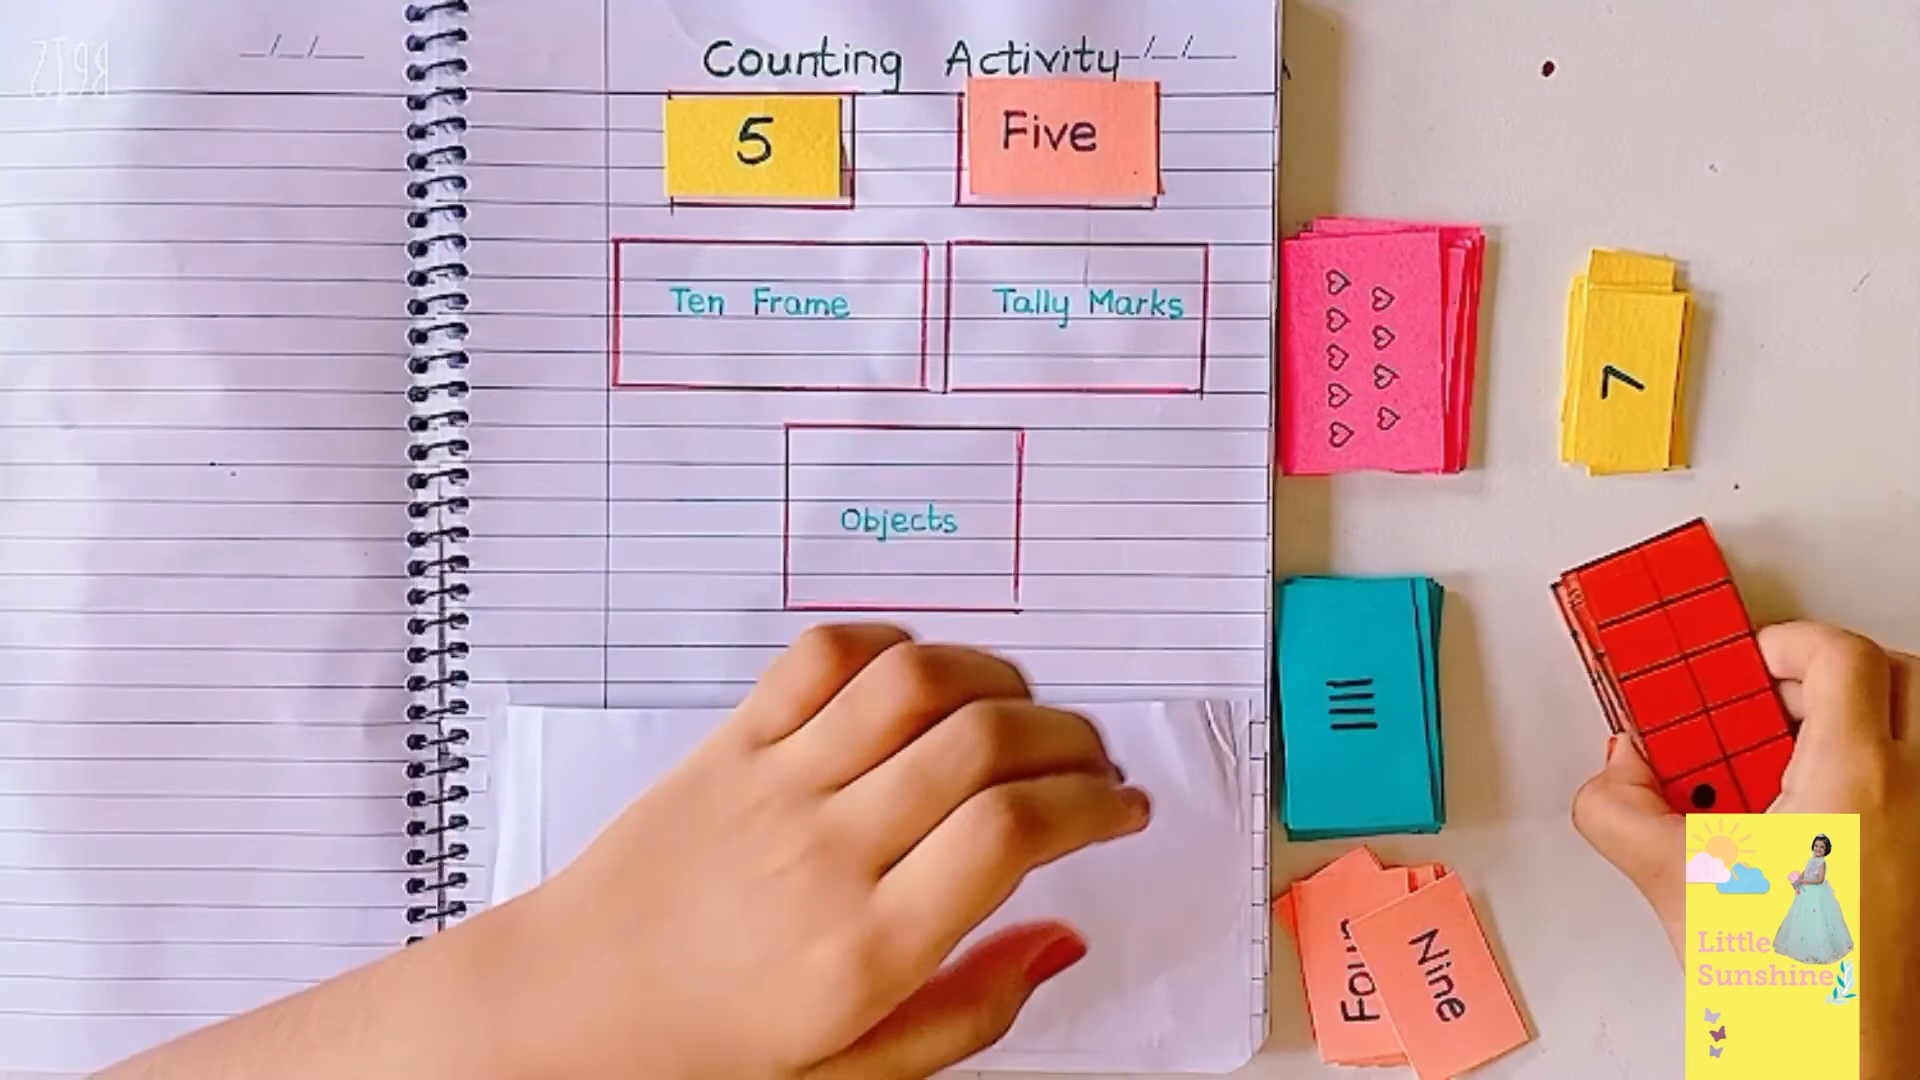 Counting Activity
5
Five
Ten Frame
Tally Marks
Objects
7
Four
Nine
Little
Sunshine